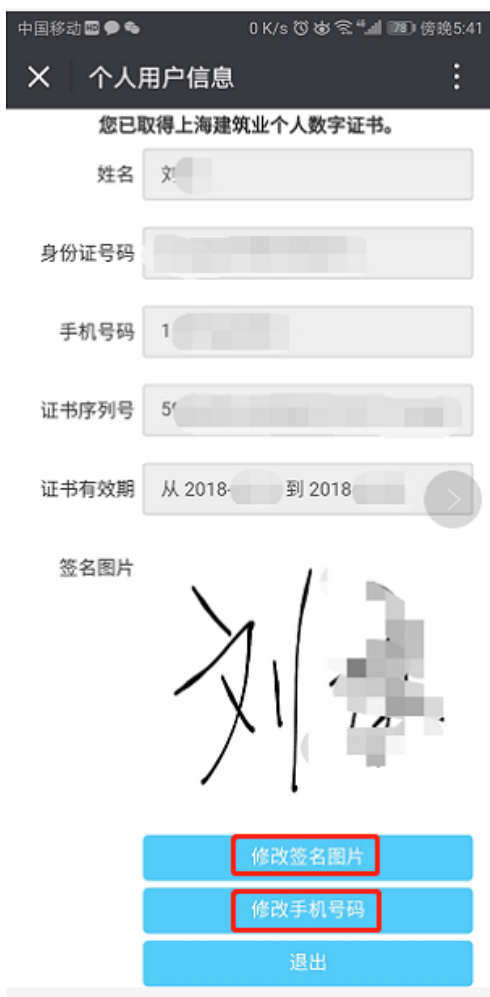 中国移动 HD 0 K/s 46 78 傍晚5:41
个人用户信息
您已取得上海建筑业个人数字证书。
姓名 刘
身份证号码
手机号码 1
证书序列号 5
证书有效期 从 2018- 到 2018
签名图片
刘
修改签名图片
修改手机号码
退出